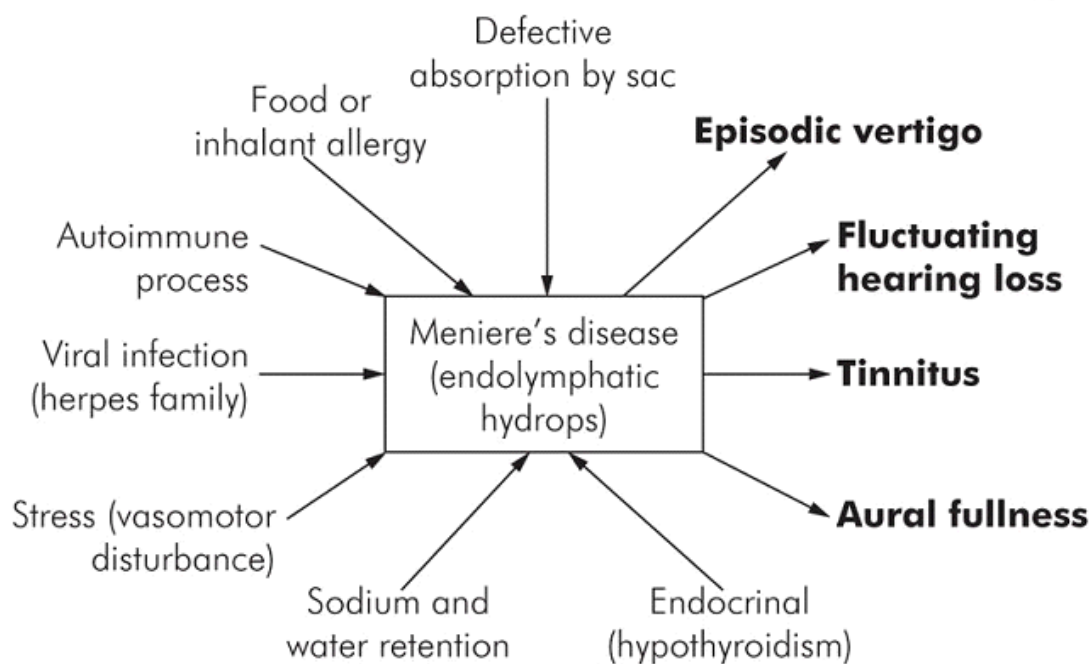 Defective
absorption by sac
Food or
inhalant allergy
Episodic vertigo
Autoimmune
process
Fluctuating
hearing loss
Meniere's disease
(endolymphatic
hydrops)
Viral infection
(herpes family)
Tinnitus
Stress (vasomotor
disturbance)
Aural fullness
Sodium and
water retention
Endocrinal
(hypothyroidism)